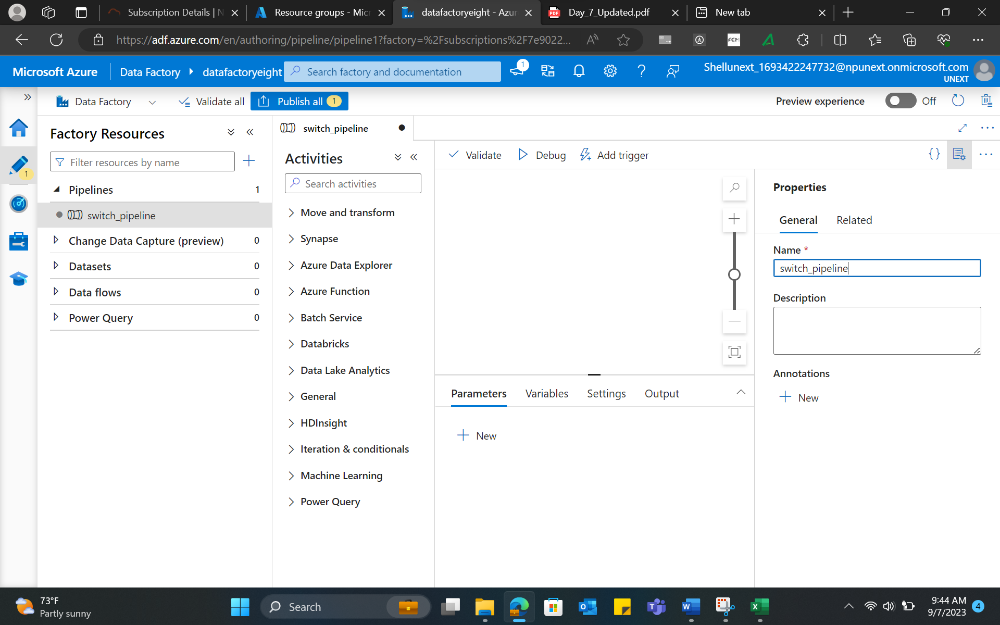 Subscription Details | N
Resource groups - Micr
datafactoryeight - Azur
Day_7_Updated.pdf
New tab
https://adf.azure.com/en/authoring/pipeline/pipeline1?factory=%2Fsubscriptions%2F7e9022...
Microsoft Azure
Data Factory
datafactoryeight
Search factory and documentation
1
Shellunext_1693422247732@npunext.onmicrosoft.com
UNEXT
Data Factory
Validate all
Publish all 1
Preview experience
Off
Factory Resources
Filter resources by name
1
Pipelines 1
switch_pipeline
Change Data Capture (preview) 0
Datasets 0
Data flows 0
Power Query 0
switch_pipeline
Activities
Search activities
Move and transform
Synapse
Azure Data Explorer
Azure Function
Batch Service
Databricks
Data Lake Analytics
General
HDInsight
Iteration & conditionals
Machine Learning
Power Query
Validate
Debug
Add trigger
Parameters
Variables
Settings
Output
New
Properties
General
Related
Name *
switch_pipeline
Description
Annotations
New
73°F
Partly sunny
Search
9:44 AM
9/7/2023
4